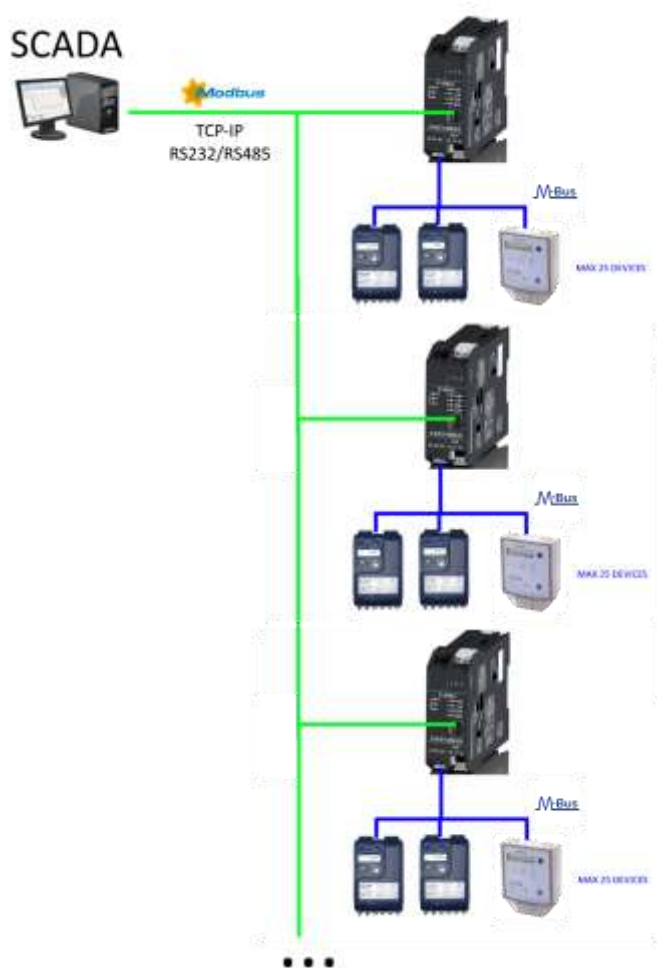 SCADA
Modbus
TCP-IP
RS232/RS485
M-Bus
MAX 25 DEVICES
M-Bus
MAX 25 DEVICES
M-Bus
MAX 25 DEVICES
...